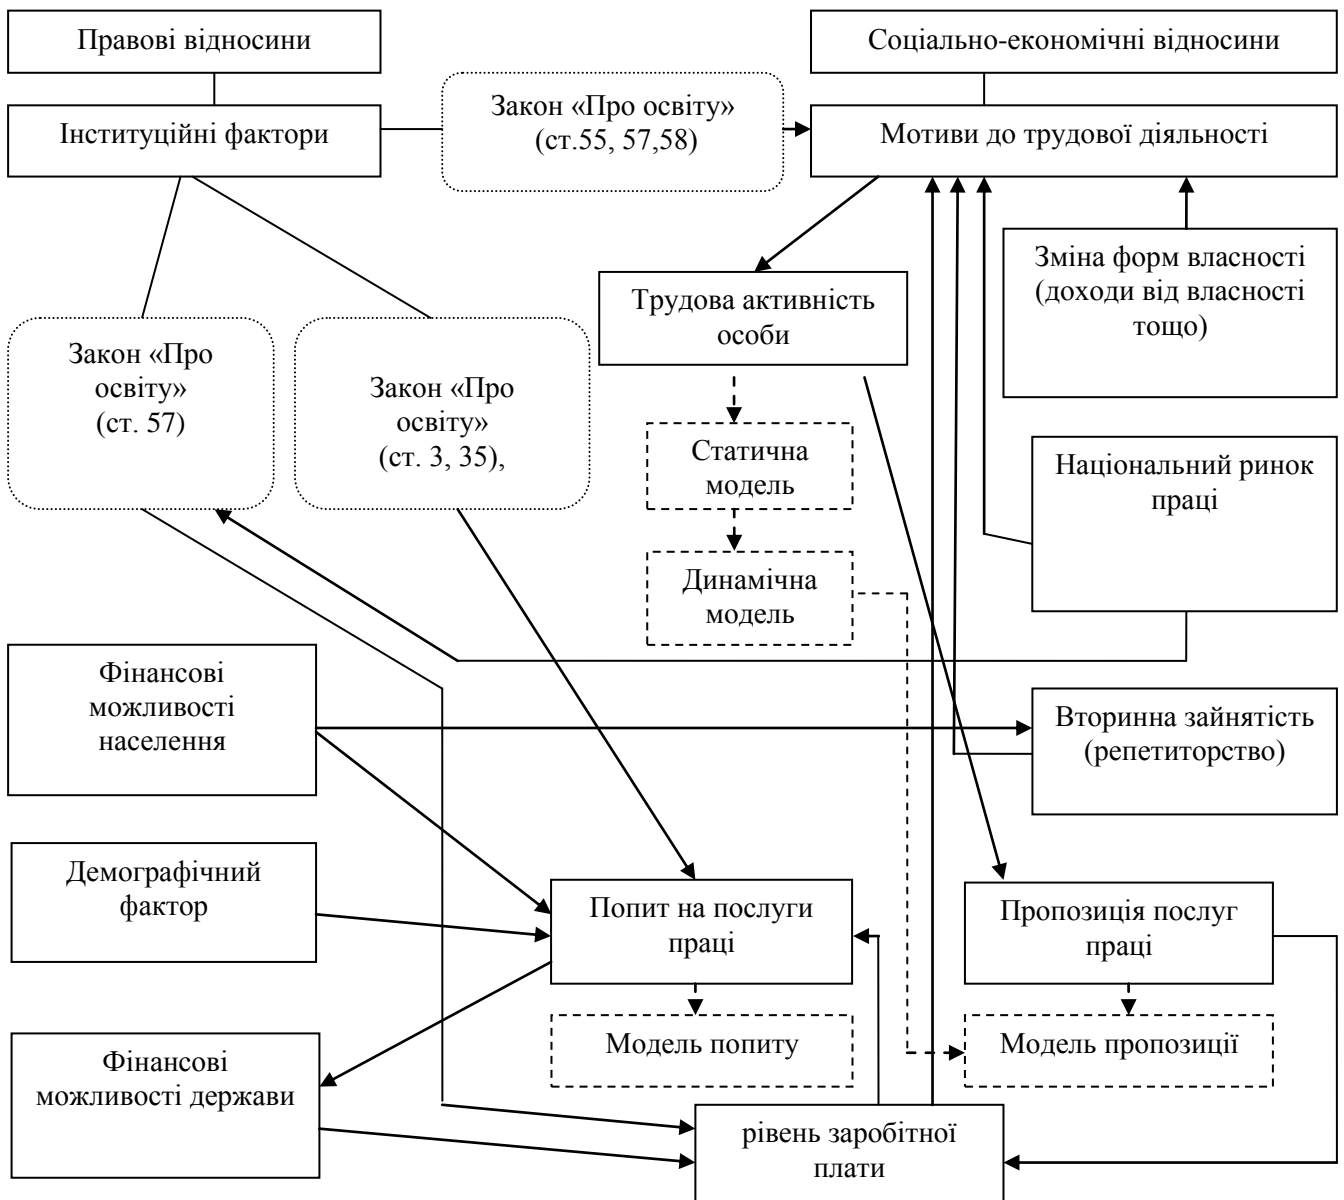 Правові відносини
Соціально-економічні відносини
Інституційні фактори
Закон «Про освіту»
(ст.55, 57,58)
Мотиви до трудової діяльності
Зміна форм власності
(доходи від власності
тощо)
Трудова активність
особи
Закон «Про
освіту»
(ст. 57)
Закон «Про
освіту»
(ст. 3, 35),
Статична
модель
Національний ринок
праці
Динамічна
модель
Фінансові
можливості
населення
Вторинна зайнятість
(репетиторство)
Демографічний
фактор
Попит на послуги
праці
Пропозиція послуг
праці
Модель попиту
Модель пропозиції
Фінансові
можливості держави
рівень заробітної
плати